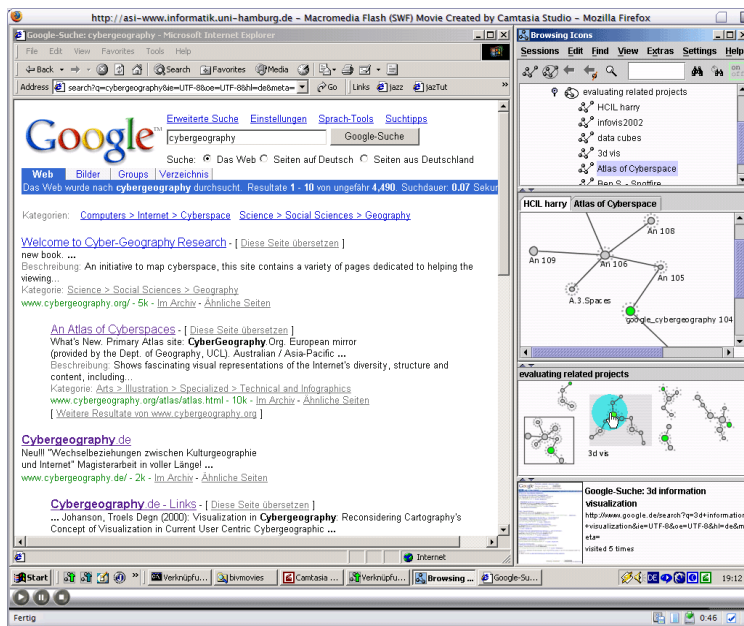 http://asi-www.informatik.uni-hamburg.de - Macromedia Flash (SWF) Movie Created by Camtasia Studio - Mozilla Firefox
Google-Suche: cybergeography - Microsoft Internet Explorer
File Edit View Favorites Tools Help
Back Search Favorites Media
Address search?q=cybergeography&ie=UTF-8&oe=UTF-8&hl=de&meta= Go Links jazz jazTut
Google
Erweiterte Suche Einstellungen Sprach-Tools Suchtipps
cybergeography Google-Suche
Suche: Das Web Seiten auf Deutsch Seiten aus Deutschland
Web Bilder Groups Verzeichnis
Das Web wurde nach cybergeography durchsucht. Resultate 1 - 10 von ungefähr 4,490. Suchdauer: 0.07 Sekun
Kategorien: Computers > Internet > Cyberspace Science > Social Sciences > Geography
Welcome to Cyber-Geography Research - [ Diese Seite übersetzen ]
new book. ...
Beschreibung: An initiative to map cyberspace, this site contains a variety of pages dedicated to helping the
viewing...
Kategorie: Science > Social Sciences > Geography
www.cybergeography.org/ - 5k - Im Archiv - Ähnliche Seiten
An Atlas of Cyberspaces - [ Diese Seite übersetzen ]
What's New. Primary Atlas site: CyberGeography.Org. European mirror
(provided by the Dept. of Geography, UCL). Australian / Asia-Pacific ...
Beschreibung: Shows fascinating visual representations of the Internet's diversity, structure and
content, including...
Kategorie: Arts > Illustration > Specialized > Technical and Infographics
www.cybergeography.org/atlas/atlas.html - 10k - Im Archiv - Ähnliche Seiten
[ Weitere Resultate von www.cybergeography.org ]
Cybergeography.de
Neu!!! "Wechselbeziehungen zwischen Kulturgeographie
und Internet" Magisterarbeit in voller Länge! ...
www.cybergeography.de/ - 2k - Im Archiv - Ähnliche Seiten
Cybergeography.de - Links - [ Diese Seite übersetzen ]
... Johanson, Troels Degn (2000): Visualization in Cybergeography: Reconsidering Cartography's
Concept of Visualization in Current User Centric Cybergeographic ...
Internet
Browsing Icons
Sessions Edit Find View Extras Settings Help
on
off
evaluating related projects
HCIL harry
infovis2002
data cubes
3d vis
Atlas of Cyberspace
Ben S. - Spotfire
HCIL harry Atlas of Cyberspace
An 108
An 109
An 106
An 105
A.3.Spaces
google_cybergeography 104
evaluating related projects
3d vis
Google-Suche: 3d information
visualization
http://www.google.de/search?q=3d+information
+visualization&ie=UTF-8&oe=UTF-8&hl=de&m
eta=
visited 5 times
Start Verknüpfu... bivmovies Camtasia ... Verknüpfu... Browsing ... Google-Su... DE 19:12
Fertig 0:46